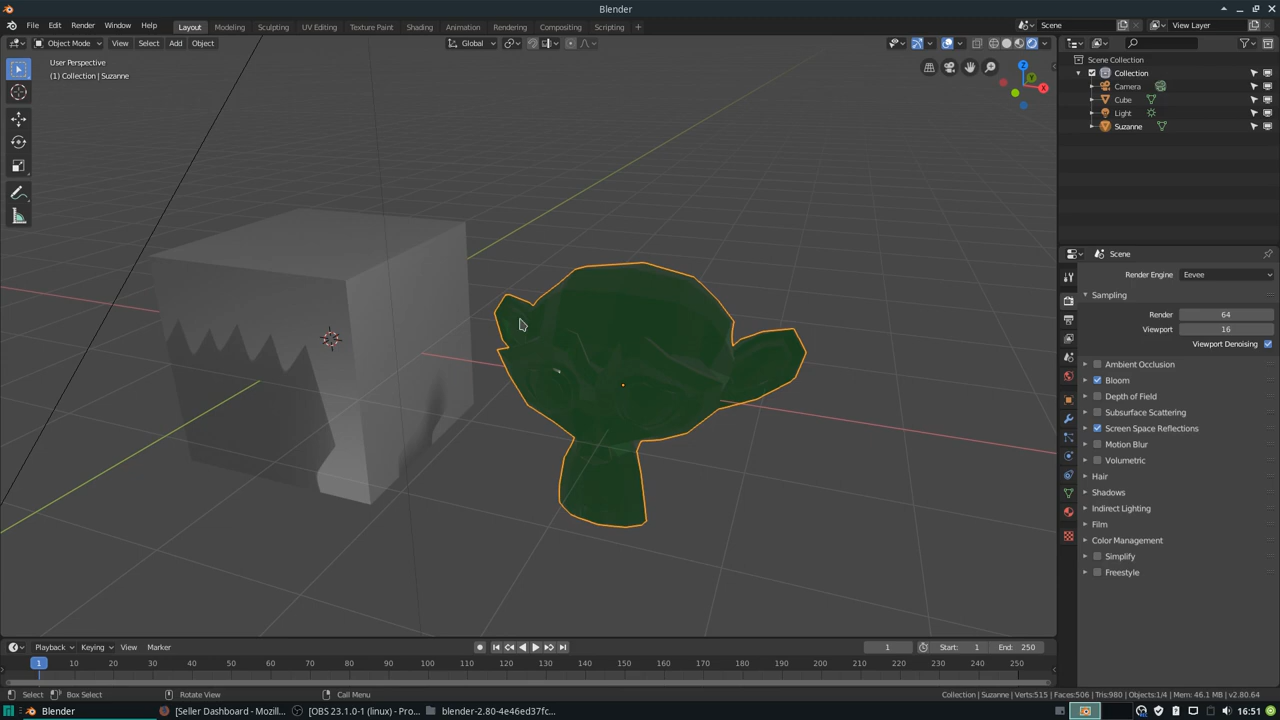 Blender
File Edit Render Window Help
Layout Modeling Sculpting UV Editing Texture Paint Shading Animation Rendering Compositing Scripting +
Scene
View Layer
Object Mode View Select Add Object
Global
User Perspective
(1) Collection | Suzanne
Z
Y
X
Scene Collection
Collection
Camera
Cube
Light
Suzanne
Scene
Render Engine Eevee
Sampling
Render 64
Viewport 16
Viewport Denoising
Ambient Occlusion
Bloom
Depth of Field
Subsurface Scattering
Screen Space Reflections
Motion Blur
Volumetric
Hair
Shadows
Indirect Lighting
Film
Color Management
Simplify
Freestyle
Playback Keying View Marker
1 Start: 1 End: 250
1 10 20 30 40 50 60 70 80 90 100 110 120 130 140 150 160 170 180 190 200 210 220 230 240 250
Select Box Select Rotate View Call Menu
Collection | Suzanne | Verts:515 | Faces:506 | Tris:980 | Objects:1/4 | Mem: 46.1 MB | v2.80.64
Blender [Seller Dashboard - Mozill... [OBS 23.1.0-1 (linux) - Pro... blender-2.80-4e46ed37fc... 16:51